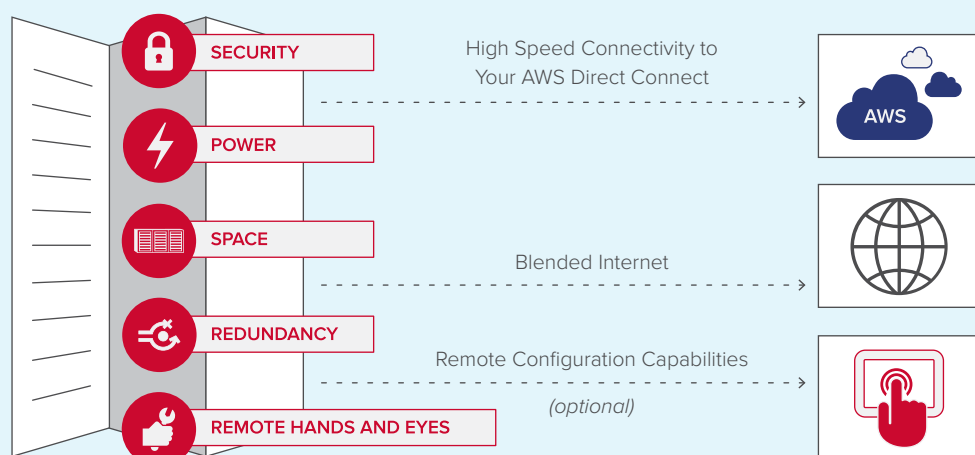 SECURITY
POWER
SPACE
REDUNDANCY
REMOTE HANDS AND EYES
High Speed Connectivity to
Your AWS Direct Connect
AWS
Blended Internet
Remote Configuration Capabilities
(optional)